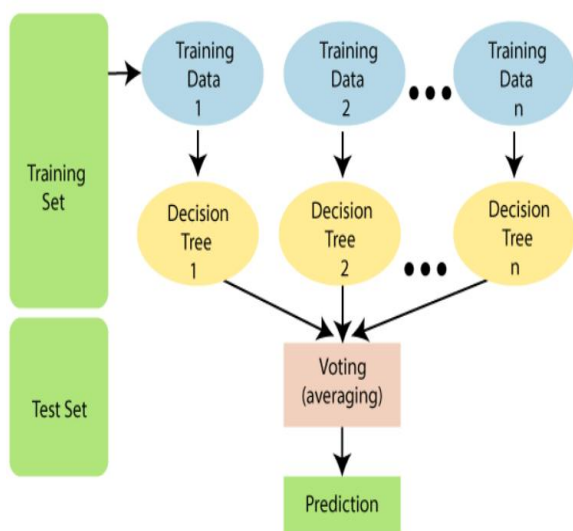 Training
Set
Test Set
Training
Data
1
Training
Data
2
Training
Data
n
Decision
Tree
1
Decision
Tree
2
Decision
Tree
n
Voting
(averaging)
Prediction